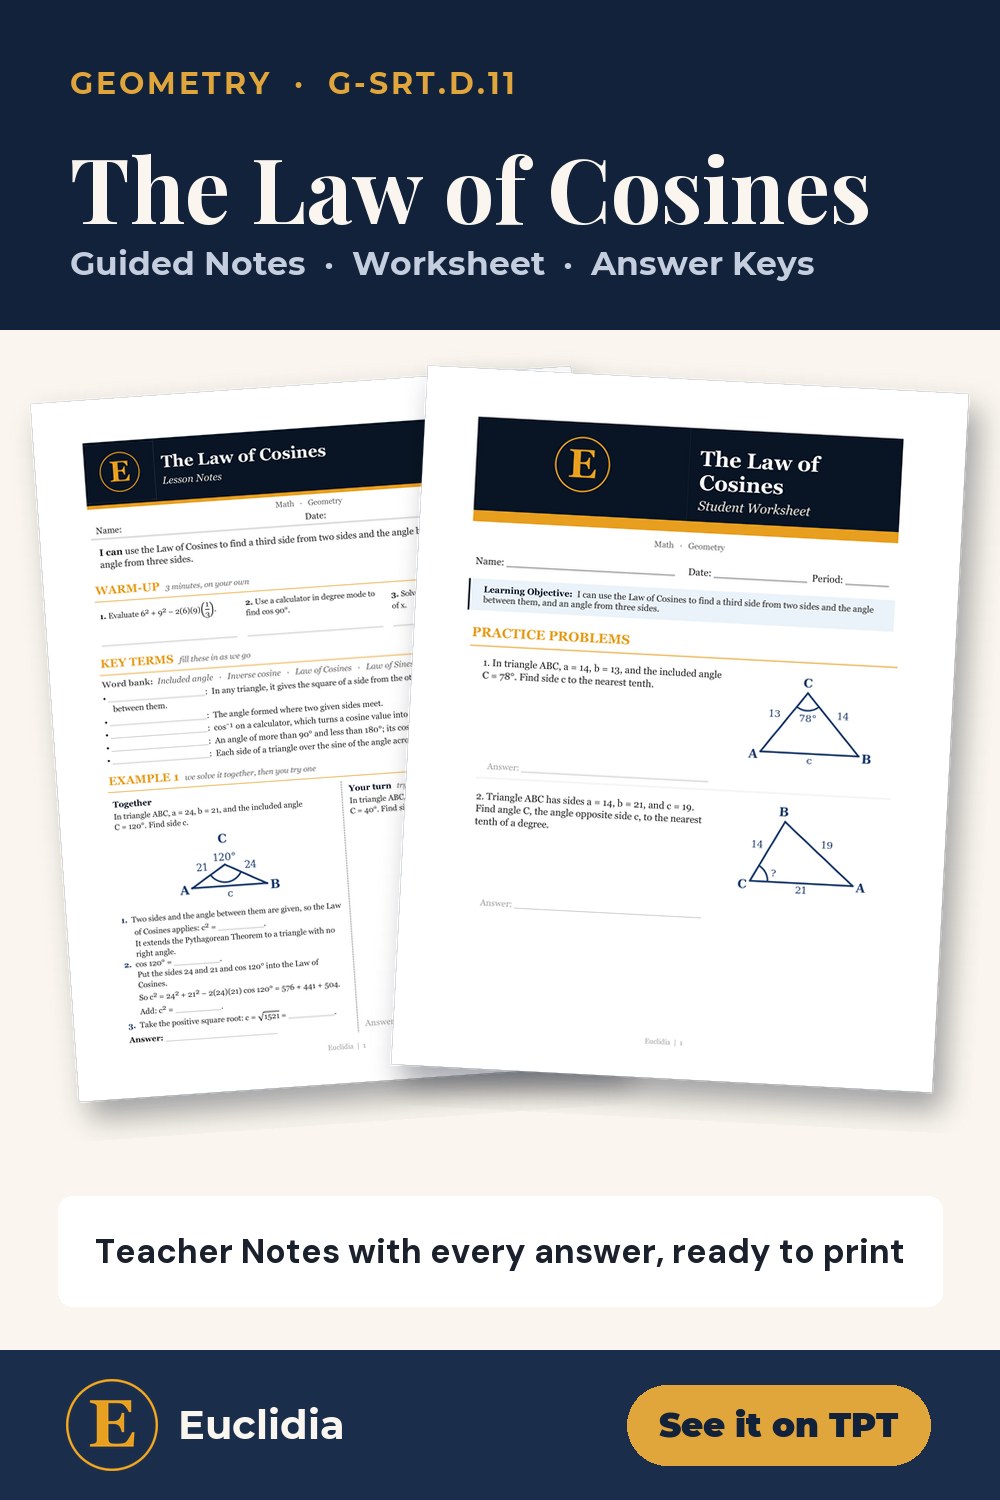 GEOMETRY · G-SRT.D.11
The Law of Cosines
Guided Notes · Worksheet · Answer Keys
E
The Law of Cosines
Lesson Notes
Math · Geometry
Name:
Date:
I can use the Law of Cosines to find a third side from two sides and the angle
angle from three sides.
WARM-UP 3 minutes, on your own
1. Evaluate 6² + 9² − 2(6)(9)(1/3).
2. Use a calculator in degree mode to
find cos 90°.
3. Solv
of x.
KEY TERMS fill these in as we go
Word bank: Included angle · Inverse cosine · Law of Cosines · Law of Sines
• ____: In any triangle, it gives the square of a side from the
between them.
• ____: The angle formed where two given sides meet.
• ____: cos⁻¹ on a calculator, which turns a cosine value into
• ____: An angle of more than 90° and less than 180°; its
• ____: Each side of a triangle over the sine of the angle
EXAMPLE 1 we solve it together, then you try one
Together
In triangle ABC, a = 24, b = 21, and the included angle
C = 120°. Find side c.
C
120°
21 24
A B
c
1. Two sides and the angle between them are given, so the Law
of Cosines applies: c² = ____.
It extends the Pythagorean Theorem to a triangle with no
right angle.
2. cos 120° = ____.
Put the sides 24 and 21 and cos 120° into the Law of
Cosines.
So c² = 24² + 21² − 2(24)(21) cos 120° = 576 + 441 + 504.
Add: c² = ____.
3. Take the positive square root: c = √1521 = ____.
Answer:
Your turn
In triangle ABC,
C = 40°. Find
Answer
Euclidia | 1
E
The Law of
Cosines
Student Worksheet
Math · Geometry
Name: ____ Date: ____ Period: ____
Learning Objective: I can use the Law of Cosines to find a third side from two sides and the angle
between them, and an angle from three sides.
PRACTICE PROBLEMS
1. In triangle ABC, a = 14, b = 13, and the included angle
C = 78°. Find side c to the nearest tenth.
C
13 78° 14
A B
c
Answer:
2. Triangle ABC has sides a = 14, b = 21, and c = 19.
Find angle C, the angle opposite side c, to the nearest
tenth of a degree.
B
14 19
C ? A
21
Answer:
Euclidia | 1
Teacher Notes with every answer, ready to print
E
Euclidia
See it on TPT